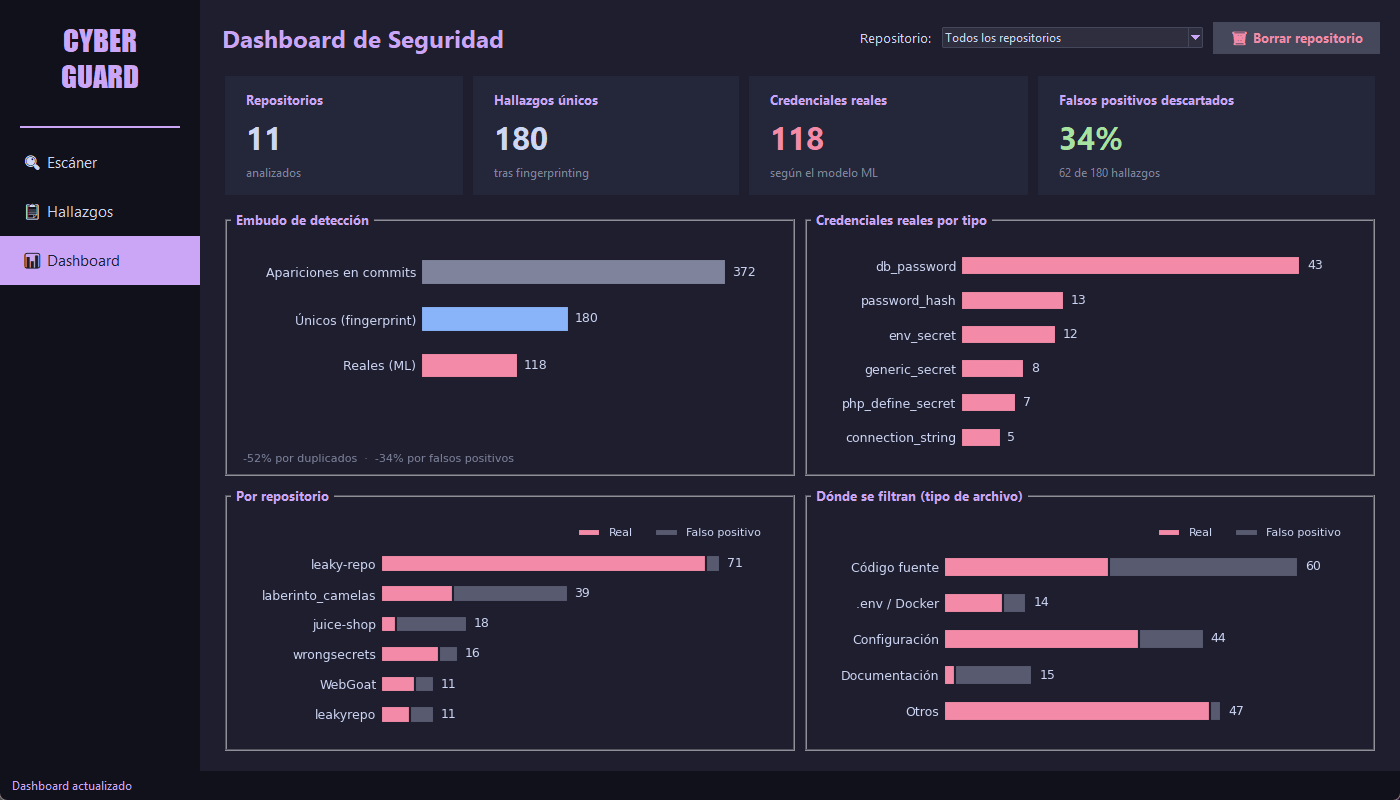 CYBER
GUARD
Escáner
Hallazgos
Dashboard
Dashboard de Seguridad
Repositorio:
Todos los repositorios
Borrar repositorio
Repositorios
11
analizados
Hallazgos únicos
180
tras fingerprinting
Credenciales reales
118
según el modelo ML
Falsos positivos descartados
34%
62 de 180 hallazgos
Embudo de detección
Apariciones en commits 372
Únicos (fingerprint) 180
Reales (ML) 118
-52% por duplicados · -34% por falsos positivos
Credenciales reales por tipo
db_password 43
password_hash 13
env_secret 12
generic_secret 8
php_define_secret 7
connection_string 5
Por repositorio
Real Falso positivo
leaky-repo 71
laberinto_camelas 39
juice-shop 18
wrongsecrets 16
WebGoat 11
leakyrepo 11
Dónde se filtran (tipo de archivo)
Real Falso positivo
Código fuente 60
.env / Docker 14
Configuración 44
Documentación 15
Otros 47
Dashboard actualizado